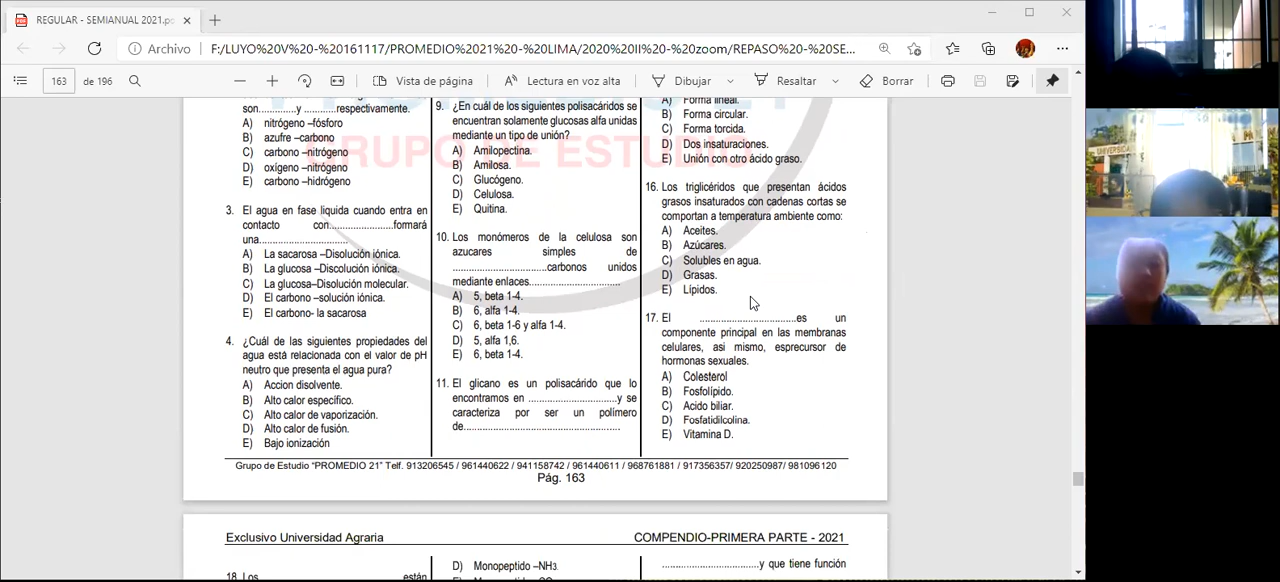 REGULAR - SEMIANUAL 2021.pc
Archivo
F:/LUYO%20V%20-%20161117/PROMEDIO%202021%20-%20LIMA/2020%20II%20-%20zoom/REPASO%20-%20SE...
163
de 196
Vista de página
Lectura en voz alta
Dibujar
Resaltar
Borrar
GRUPO DE ESTUDIO
son..............y ..............respectivamente.
A) nitrógeno –fósforo
B) azufre –carbono
C) carbono –nitrógeno
D) oxígeno –nitrógeno
E) carbono –hidrógeno
3. El agua en fase liquida cuando entra en
contacto con......................formará
una..............................
A) La sacarosa –Disolución iónica.
B) La glucosa –Discolución iónica.
C) La glucosa–Disolución molecular.
D) El carbono –solución iónica.
E) El carbono- la sacarosa
4. ¿Cuál de las siguientes propiedades del
agua está relacionada con el valor de pH
neutro que presenta el agua pura?
A) Accion disolvente.
B) Alto calor específico.
C) Alto calor de vaporización.
D) Alto calor de fusión.
E) Bajo ionización
9. ¿En cuál de los siguientes polisacáridos se
encuentran solamente glucosas alfa unidas
mediante un tipo de unión?
A) Amilopectina.
B) Amilosa.
C) Glucógeno.
D) Celulosa.
E) Quitina.
10. Los monómeros de la celulosa son
azucares simples de
................................carbonos unidos
mediante enlaces...............................
A) 5, beta 1-4.
B) 6, alfa 1-4.
C) 6, beta 1-6 y alfa 1-4.
D) 5, alfa 1,6.
E) 6, beta 1-4.
11. El glicano es un polisacárido que lo
encontramos en ................................y se
caracteriza por ser un polímero
de......................................................
A) Forma lineal.
B) Forma circular.
C) Forma torcida.
D) Dos insaturaciones.
E) Unión con otro ácido graso.
16. Los triglicéridos que presentan ácidos
grasos insaturados con cadenas cortas se
comportan a temperatura ambiente como:
A) Aceites.
B) Azúcares.
C) Solubles en agua.
D) Grasas.
E) Lípidos.
17. El .................................es un
componente principal en las membranas
celulares, asi mismo, esprecursor de
hormonas sexuales.
A) Colesterol
B) Fosfolípido.
C) Acido biliar.
D) Fosfatidilcolina.
E) Vitamina D.
Grupo de Estudio “PROMEDIO 21” Telf. 913206545 / 961440622 / 941158742 / 961440611 / 968761881 / 917356357/ 920250987/ 981096120
Pág. 163
Exclusivo Universidad Agraria
COMPENDIO-PRIMERA PARTE - 2021
18. Los están
D) Monopeptido –NH3.
.................................y que tiene función